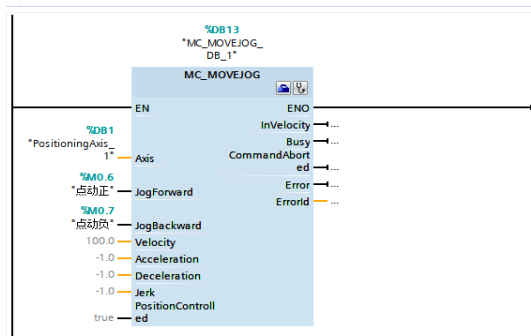 %DB13
"MC_MOVEJOG_
DB_1"
MC_MOVEJOG
EN ENO
InVelocity ...
Busy ...
%DB1
"PositioningAxis_
1" Axis
CommandAbort
ed ...
Error ...
ErrorId ...
%M0.6
"点动正" JogForward
%M0.7
"点动负" JogBackward
100.0 Velocity
-1.0 Acceleration
-1.0 Deceleration
-1.0 Jerk
PositionControll
true ed